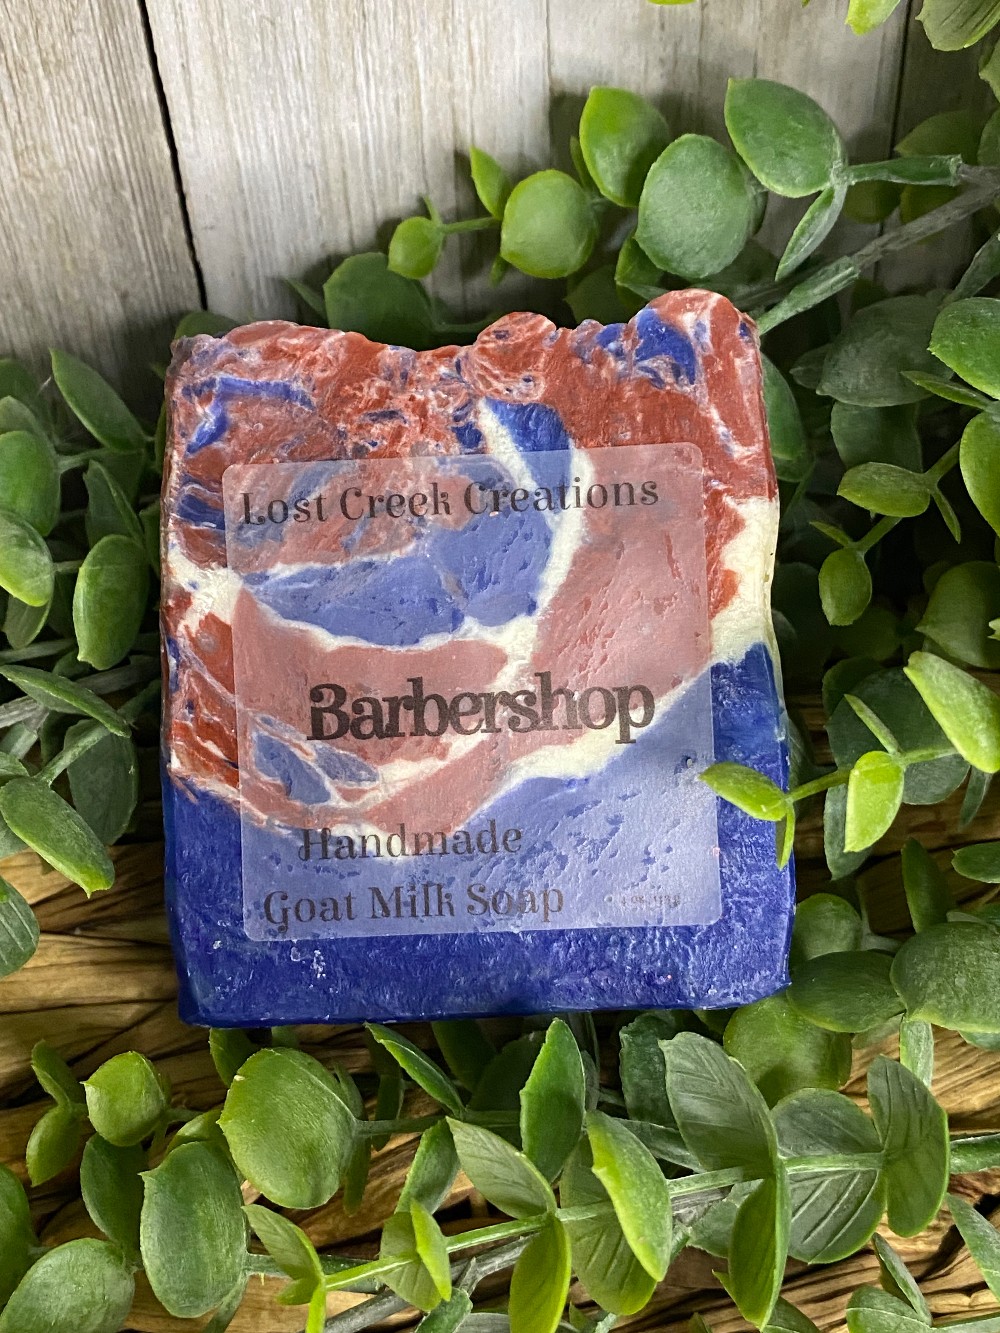 Lost Creek Creations
Barbershop
Handmade
Goat Milk Soap